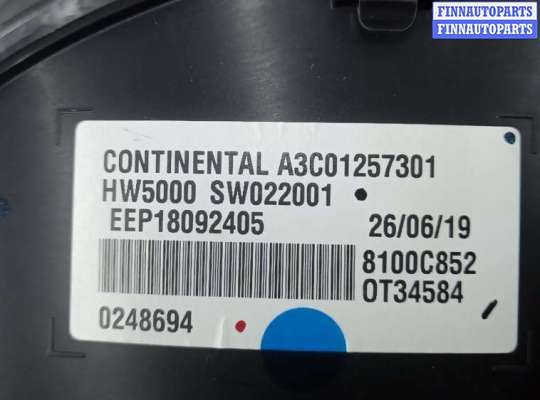 FINNAUTOPARTS
FINNAUTOPARTS
CONTINENTAL A3C01257301
HW5000 SW022001
EEP18092405 26/06/19
8100C852
OT34584
0248694